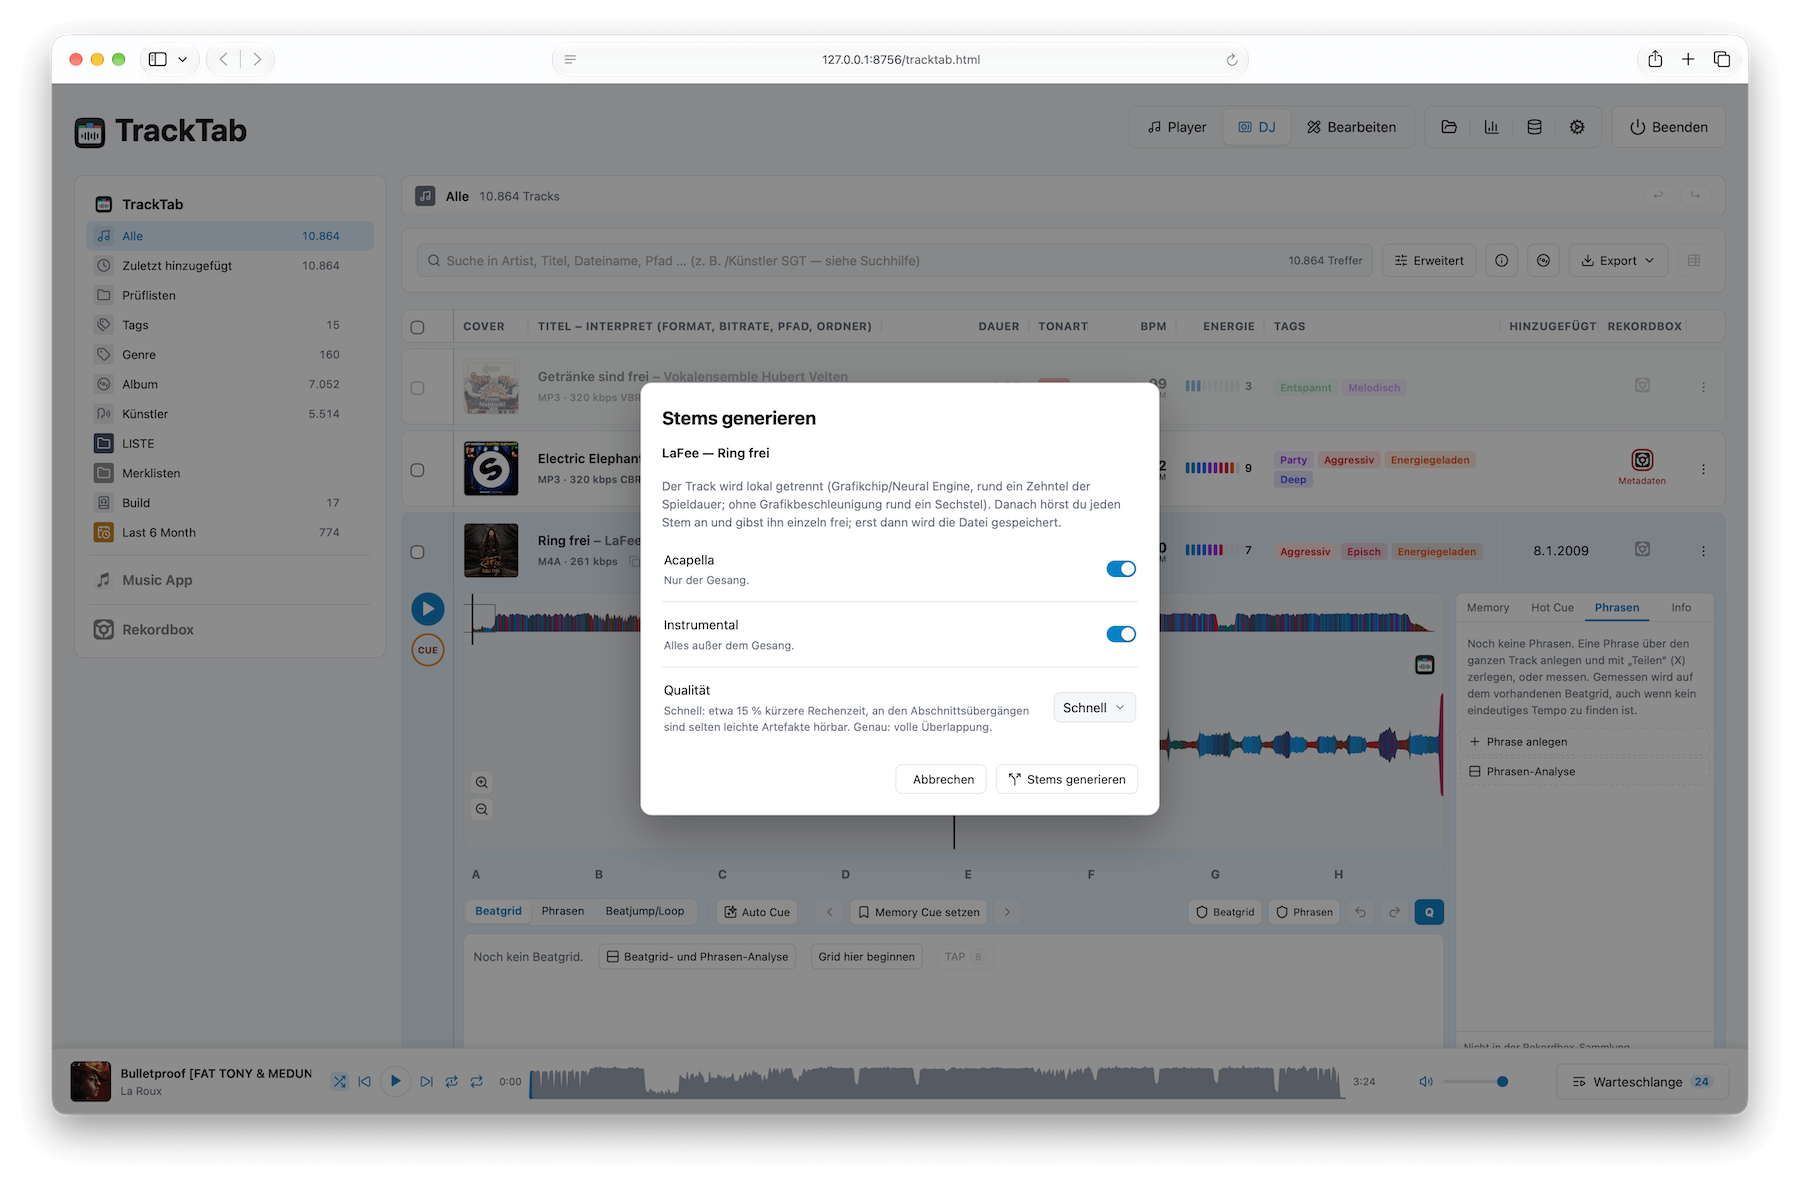 127.0.0.1:8756/tracktab.html
TrackTab
Player
DJ
Bearbeiten
Beenden
TrackTab
Alle 10.864
Zuletzt hinzugefügt 10.864
Prüflisten
Tags 15
Genre 160
Album 7.052
Künstler 5.514
LISTE
Merklisten
Build 17
Last 6 Month 774
Music App
Rekordbox
Alle 10.864 Tracks
Suche in Artist, Titel, Dateiname, Pfad ... (z. B. /Künstler SGT — siehe Suchhilfe) 10.864 Treffer
Erweitert
Export
COVER TITEL – INTERPRET (FORMAT, BITRATE, PFAD, ORDNER) DAUER TONART BPM ENERGIE TAGS HINZUGEFÜGT REKORDBOX
Getränke sind frei – Vokalensemble Hubert Velten
MP3 · 320 kbps VBR
3
Entspannt Melodisch
Electric Elephant
MP3 · 320 kbps CBR
9
Party Aggressiv Energiegeladen
Deep
Metadaten
Ring frei – LaFee
M4A · 261 kbps
7
Aggressiv Episch Energiegeladen
8.1.2009
Stems generieren
LaFee — Ring frei
Der Track wird lokal getrennt (Grafikchip/Neural Engine, rund ein Zehntel der
Spieldauer; ohne Grafikbeschleunigung rund ein Sechstel). Danach hörst du jeden
Stem an und gibst ihn einzeln frei; erst dann wird die Datei gespeichert.
Acapella
Nur der Gesang.
Instrumental
Alles außer dem Gesang.
Qualität
Schnell: etwa 15 % kürzere Rechenzeit, an den Abschnittsübergängen
sind selten leichte Artefakte hörbar. Genau: volle Überlappung.
Schnell
Abbrechen
Stems generieren
CUE
Memory Hot Cue Phrasen Info
Noch keine Phrasen. Eine Phrase über den
ganzen Track anlegen und mit „Teilen“ (X)
zerlegen, oder messen. Gemessen wird auf
dem vorhandenen Beatgrid, auch wenn kein
eindeutiges Tempo zu finden ist.
Phrase anlegen
Phrasen-Analyse
A B C D E F G H
Beatgrid Phrasen Beatjump/Loop Auto Cue Memory Cue setzen Beatgrid Phrasen Q
Noch kein Beatgrid. Beatgrid- und Phrasen-Analyse Grid hier beginnen TAP B
Nicht in der Rekordbox-Sammlung
Bulletproof [FAT TONY & MEDUN
La Roux
0:00
3:24
Warteschlange 24